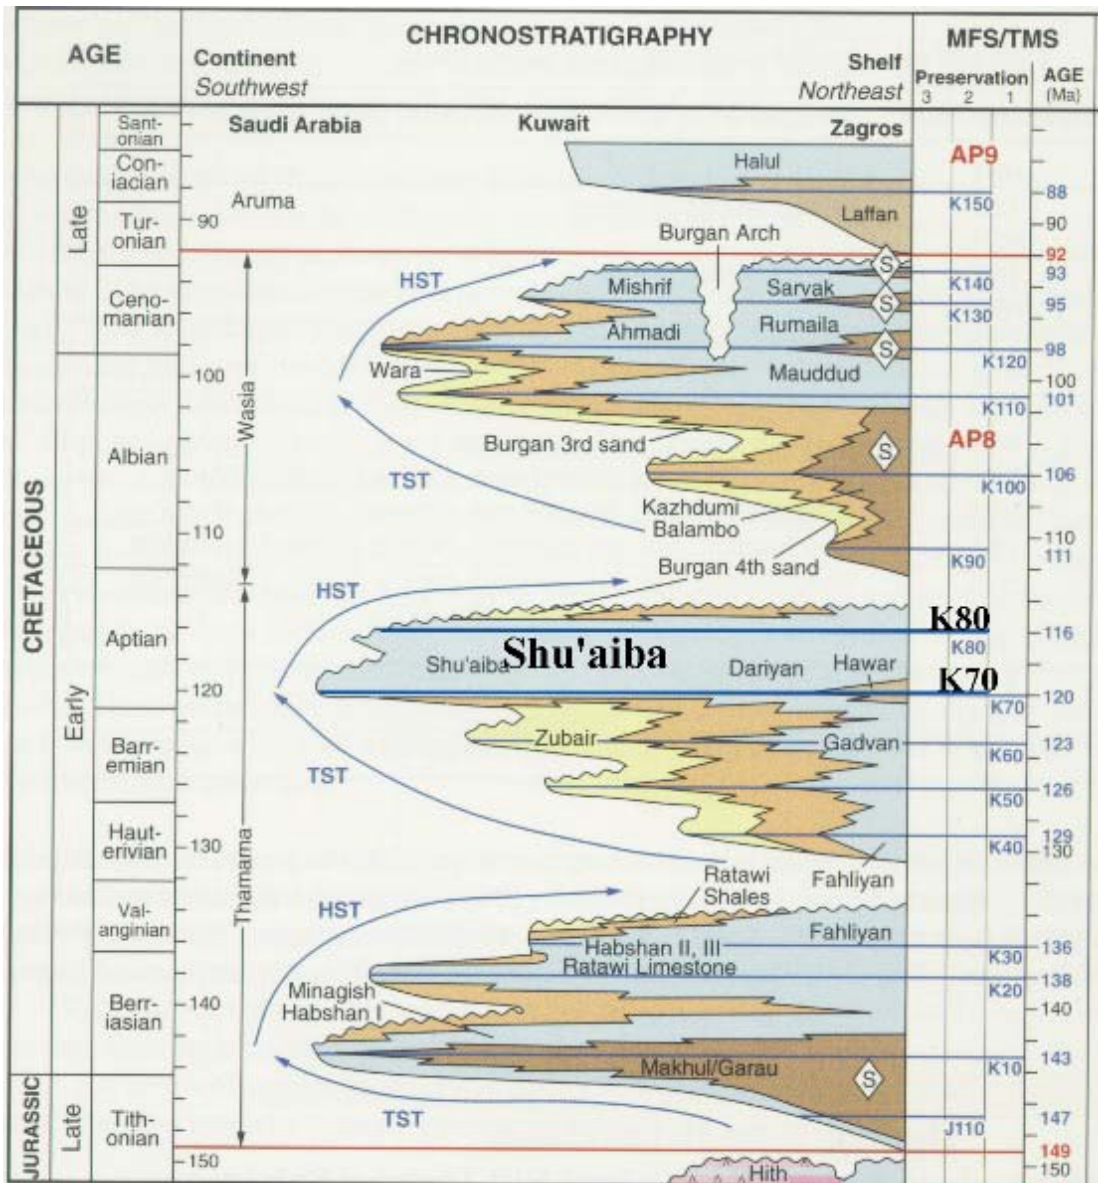 AGE
CHRONOSTRATIGRAPHY
MFS/TMS
Continent
Southwest
Shelf
Northeast
Preservation
3 2 1
AGE
(Ma)
Saudi Arabia
Kuwait
Zagros
CRETACEOUS
JURASSIC
Late
Early
Late
Sant-
onian
Con-
iacian
Tur-
onian
Ceno-
manian
Albian
Aptian
Barr-
emian
Haut-
erivian
Val-
anginian
Berr-
iasian
Tith-
onian
90
100
110
120
130
140
150
Aruma
Wasia
Thamama
Halul
Laffan
Burgan Arch
HST
Mishrif
Sarvak
Ahmadi
Rumaila
Wara
Mauddud
Burgan 3rd sand
TST
Kazhdumi
Balambo
Burgan 4th sand
HST
Shu'aiba
Shu'aiba
Dariyan
Hawar
Zubair
Gadvan
TST
Ratawi
Shales
Fahliyan
HST
Fahliyan
Habshan II, III
Ratawi Limestone
Minagish
Habshan I
Makhul/Garau
TST
Hith
S
S
S
S
S
AP9
K150
K140
K130
K120
K110
AP8
K100
K90
K80
K80
K70
K70
K60
K50
K40
K30
K20
K10
J110
88
90
92
93
95
98
100
101
106
110
111
116
120
123
126
129
130
136
138
140
143
147
149
150